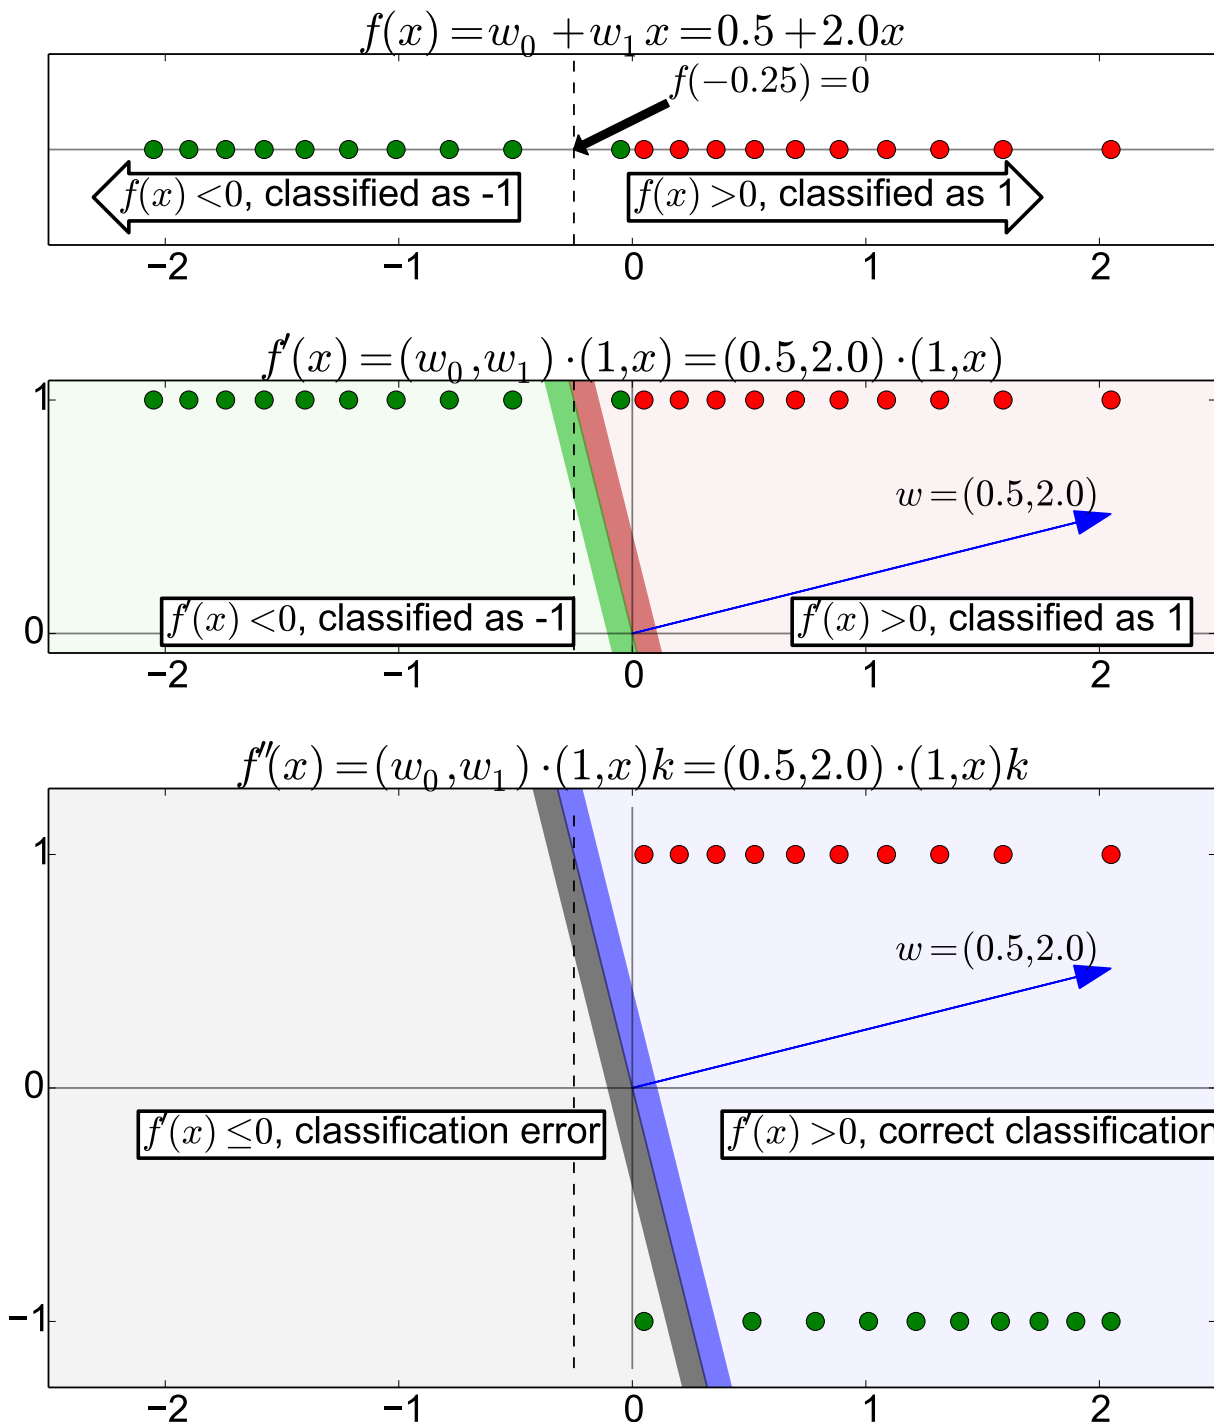 f(x) = w₀ + w₁x = 0.5 + 2.0x
f(−0.25) = 0
f(x) < 0, classified as -1
f(x) > 0, classified as 1
−2 −1 0 1 2
f′(x) = (w₀, w₁) · (1, x) = (0.5, 2.0) · (1, x)
1
w = (0.5, 2.0)
f′(x) < 0, classified as -1
f′(x) > 0, classified as 1
0
−2 −1 0 1 2
f″(x) = (w₀, w₁) · (1, x)k = (0.5, 2.0) · (1, x)k
1
w = (0.5, 2.0)
0
f′(x) ≤ 0, classification error
f′(x) > 0, correct classification
−1
−2 −1 0 1 2